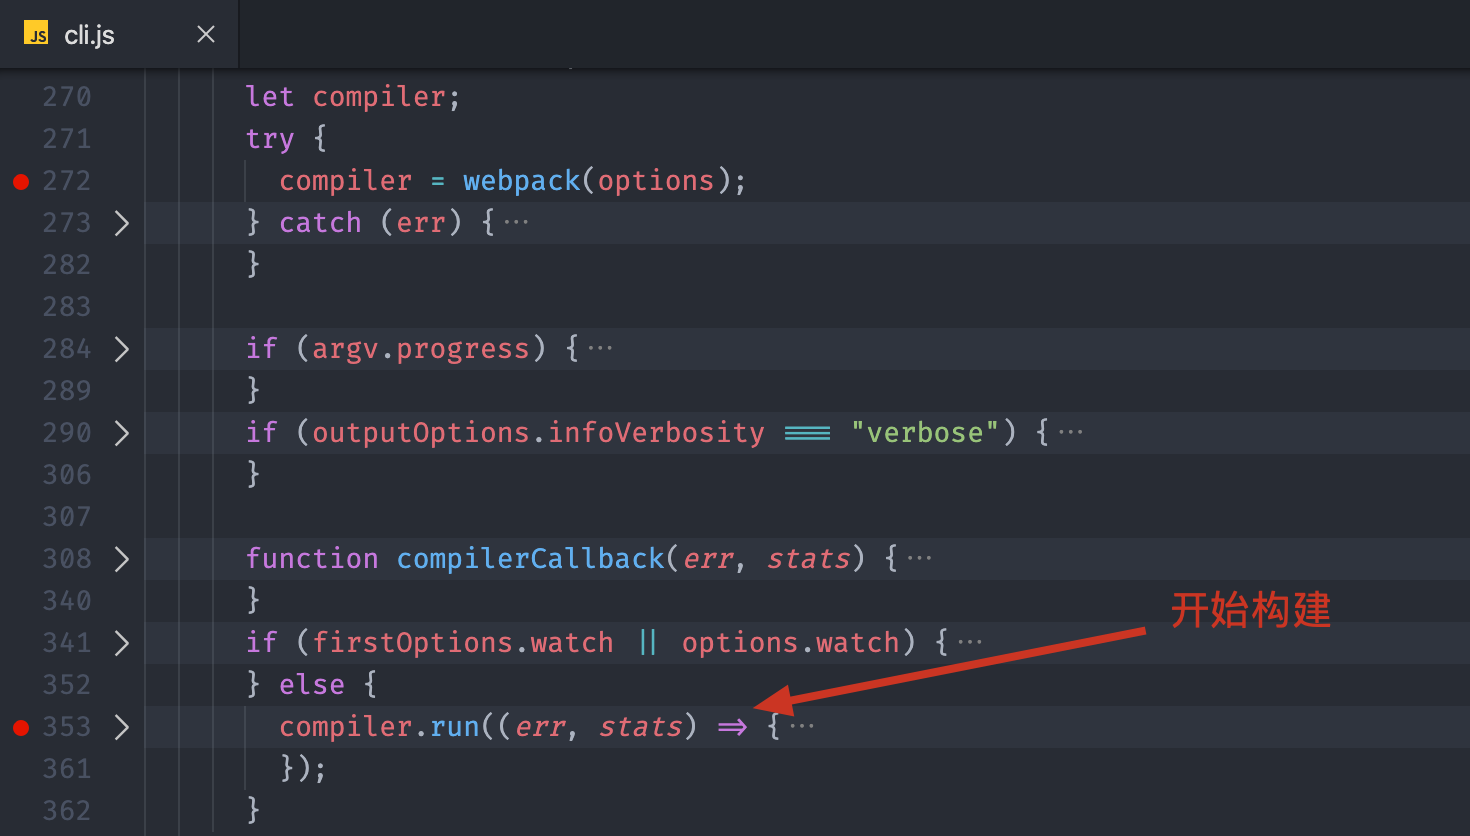 JS cli.js
270 let compiler;
271 try {
272 compiler = webpack(options);
273 } catch (err) {···
282 }
283
284 if (argv.progress) {···
289 }
290 if (outputOptions.infoVerbosity === "verbose") {···
306 }
307
308 function compilerCallback(err, stats) {···
340 }
开始构建
341 if (firstOptions.watch || options.watch) {···
352 } else {
353 compiler.run((err, stats) => {···
361 });
362 }